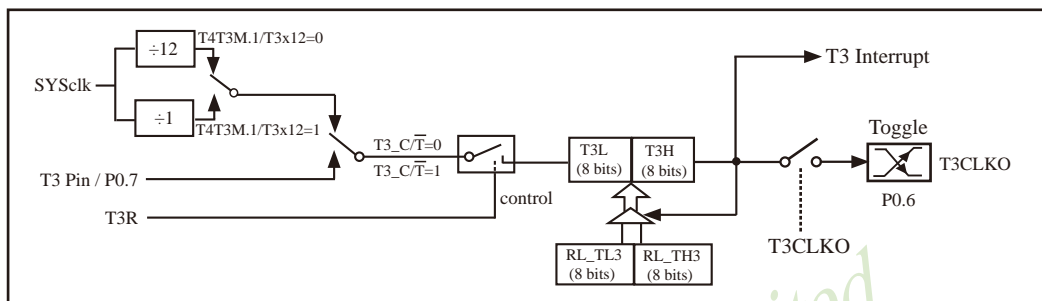 ÷12
T4T3M.1/T3x12=0
SYSclk
÷1
T4T3M.1/T3x12=1
T3 Pin / P0.7
T3R
T3_C/T̅=0
T3_C/T̅=1
control
T3L
(8 bits)
T3H
(8 bits)
RL_TL3
(8 bits)
RL_TH3
(8 bits)
T3 Interrupt
Toggle
T3CLKO
P0.6
T3CLKO